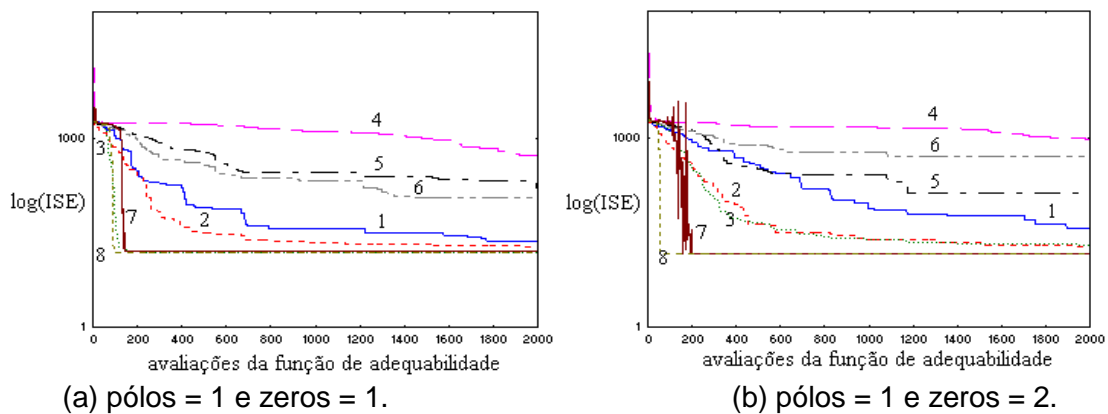 1000
log(ISE)
1
0 200 400 600 800 1000 1200 1400 1600 1800 2000
avaliações da função de adequabilidade
4
3
5
6
2
1
7
8
(a) pólos = 1 e zeros = 1.
1000
log(ISE)
1
0 200 400 600 800 1000 1200 1400 1600 1800 2000
avaliações da função de adequabilidade
4
6
2
5
3
1
7
8
(b) pólos = 1 e zeros = 2.